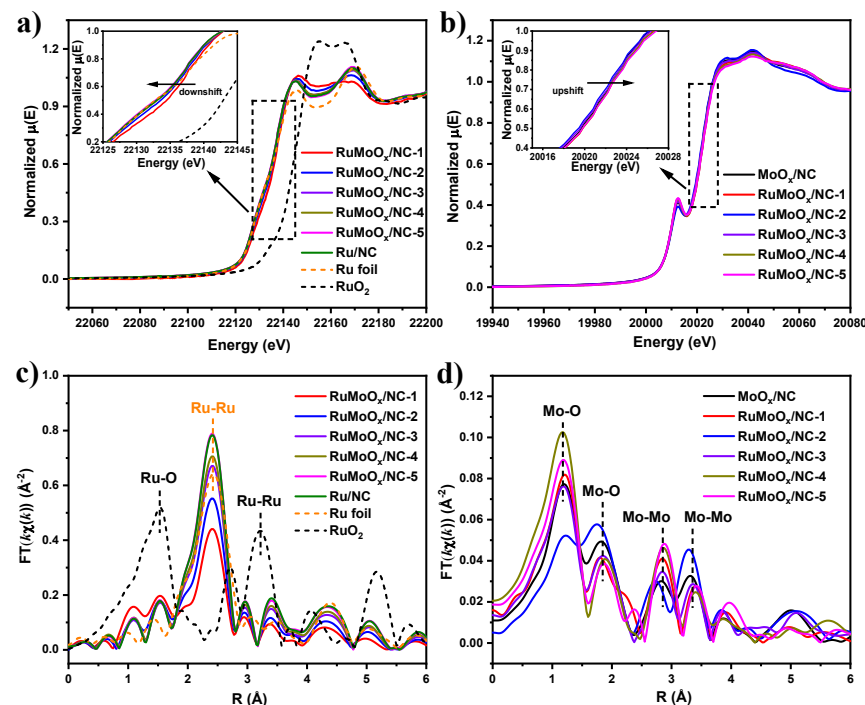 a)
1.2
0.9
0.6
0.3
0.0
Normalized μ(E)
22060 22080 22100 22120 22140 22160 22180 22200
Energy (eV)
1.0
0.8
0.6
0.4
0.2
Normalized μ(E)
downshift
22125 22130 22135 22140 22145
Energy (eV)
RuMoOₓ/NC-1
RuMoOₓ/NC-2
RuMoOₓ/NC-3
RuMoOₓ/NC-4
RuMoOₓ/NC-5
Ru/NC
Ru foil
RuO₂
b)
1.2
1.0
0.8
0.6
0.4
0.2
0.0
Normalized μ(E)
19940 19960 19980 20000 20020 20040 20060 20080
Energy (eV)
1.0
0.8
0.6
0.4
Normalized μ(E)
upshift
20016 20020 20024 20028
Energy (eV)
MoOₓ/NC
RuMoOₓ/NC-1
RuMoOₓ/NC-2
RuMoOₓ/NC-3
RuMoOₓ/NC-4
RuMoOₓ/NC-5
c)
1.0
0.8
0.6
0.4
0.2
0.0
FT(kχ(k)) (Å⁻²)
0 1 2 3 4 5 6
R (Å)
Ru-Ru
Ru-O
Ru-Ru
RuMoOₓ/NC-1
RuMoOₓ/NC-2
RuMoOₓ/NC-3
RuMoOₓ/NC-4
RuMoOₓ/NC-5
Ru/NC
Ru foil
RuO₂
d)
0.12
0.10
0.08
0.06
0.04
0.02
0.00
FT(kχ(k)) (Å⁻²)
0 1 2 3 4 5 6
R (Å)
Mo-O
Mo-O
Mo-Mo
Mo-Mo
MoOₓ/NC
RuMoOₓ/NC-1
RuMoOₓ/NC-2
RuMoOₓ/NC-3
RuMoOₓ/NC-4
RuMoOₓ/NC-5